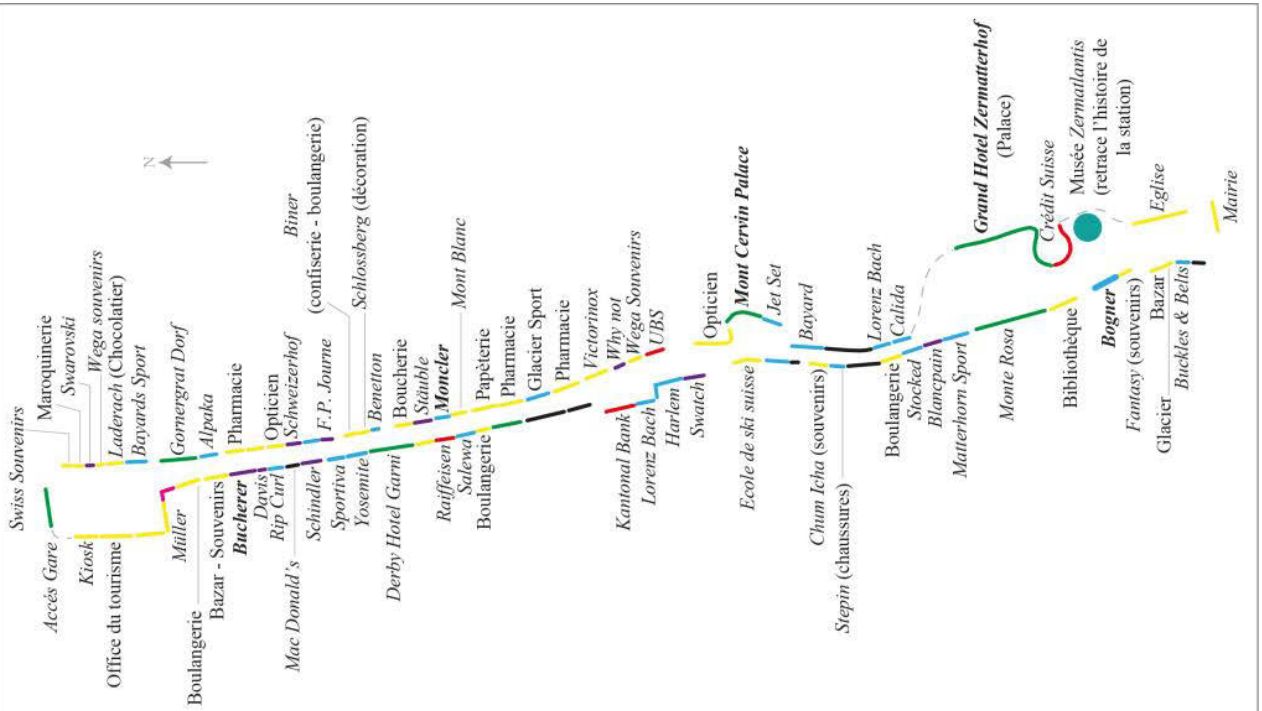 N
Swiss Souvenirs
Maroquinerie
Swarovski
Wega souvenirs
Laderach (Chocolatier)
Bayards Sport
Gornergrat Dorf
Alpaka
Pharmacie
Opticien
Schweizerhof
F.P. Journe
Biner
(confiserie - boulangerie)
Schlossberg (décoration)
Benetton
Boucherie
Stäuble
Moncler
Mont Blanc
Papèterie
Pharmacie
Glacier Sport
Pharmacie
Victorinox
Why not
Wega Souvenirs
UBS
Opticien
Mont Cervin Palace
Jet Set
Bayard
Lorenz Bach
Calida
Grand Hotel Zermatterhof
(Palace)
Crédit Suisse
Musée Zermatlantis
(retrace l'histoire de
la station)
Eglise
Mairie
Accés Gare
Kiosk
Office du tourisme
Müller
Boulangerie
Bazar - Souvenirs
Bucherer
Davis
Rip Curl
Mac Donald's
Schindler
Sportiva
Yosemite
Derby Hotel Garni
Raiffeisen
Salewa
Boulangerie
Kantonal Bank
Lorenz Bach
Harlem
Swatch
Ecole de ski suisse
Chum Icha (souvenirs)
Stepin (chaussures)
Boulangerie
Stocked
Blancpain
Matterhorn Sport
Monte Rosa
Bibliothèque
Bogner
Fantasy (souvenirs)
Glacier
Bazar
Buckles & Belts